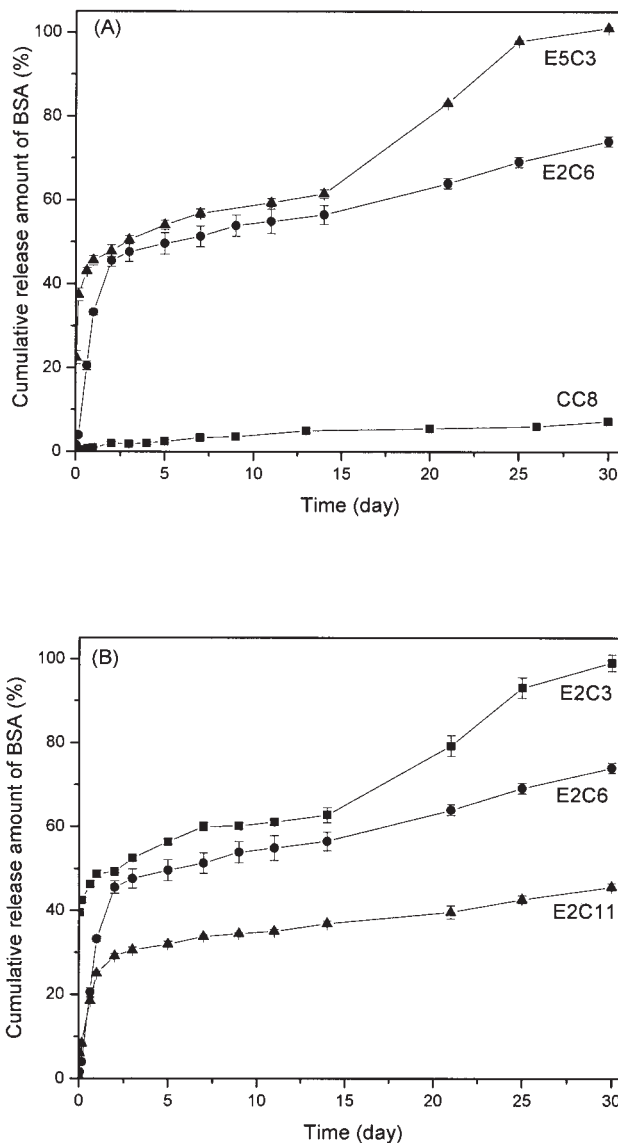 (A)
100
E5C3
80
E2C6
60
40
20
CC8
0
0 5 10 15 20 25 30
Cumulative release amount of BSA (%)
Time (day)
(B)
100
E2C3
80
E2C6
60
40
E2C11
20
0
0 5 10 15 20 25 30
Cumulative release amount of BSA (%)
Time (day)